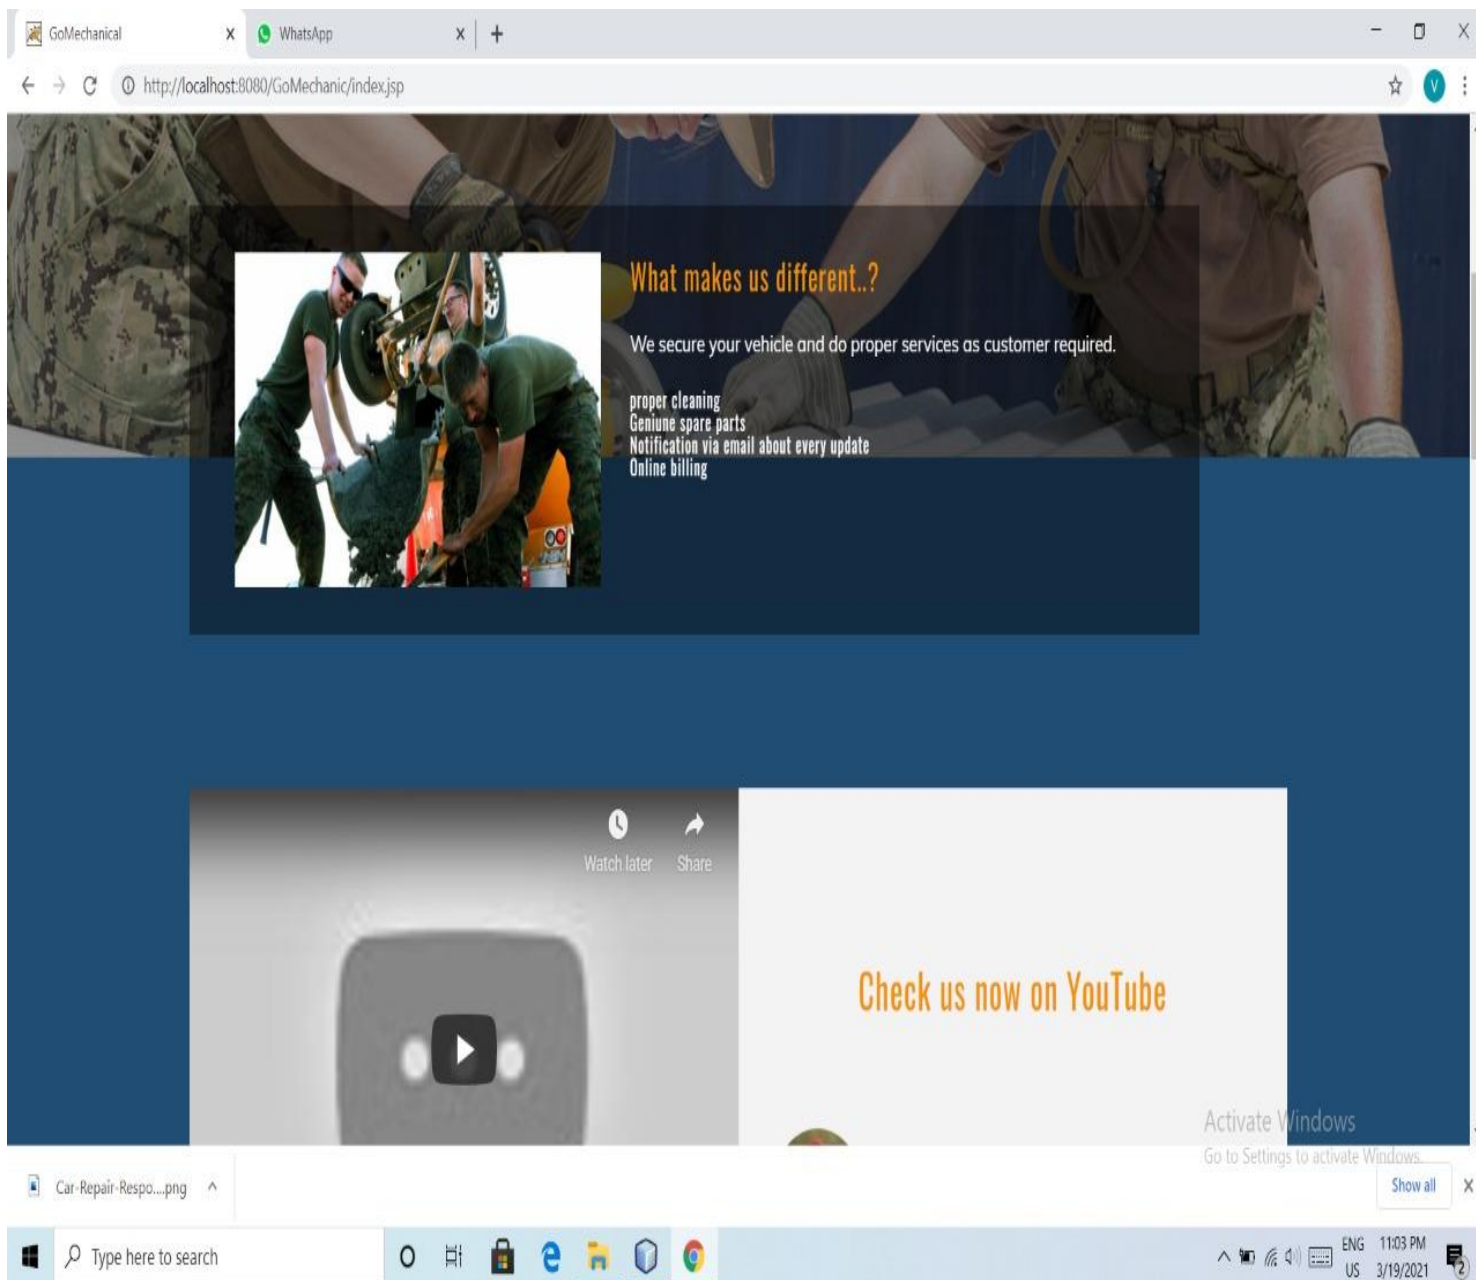 GoMechanical
WhatsApp
http://localhost:8080/GoMechanic/index.jsp
V
What makes us different..?
We secure your vehicle and do proper services as customer required.
proper cleaning
Geniune spare parts
Notification via email about every update
Online billing
Watch later
Share
Check us now on YouTube
Activate Windows
Go to Settings to activate Windows.
Car-Repair-Respo....png
Show all
Type here to search
ENG
US
11:03 PM
3/19/2021
2